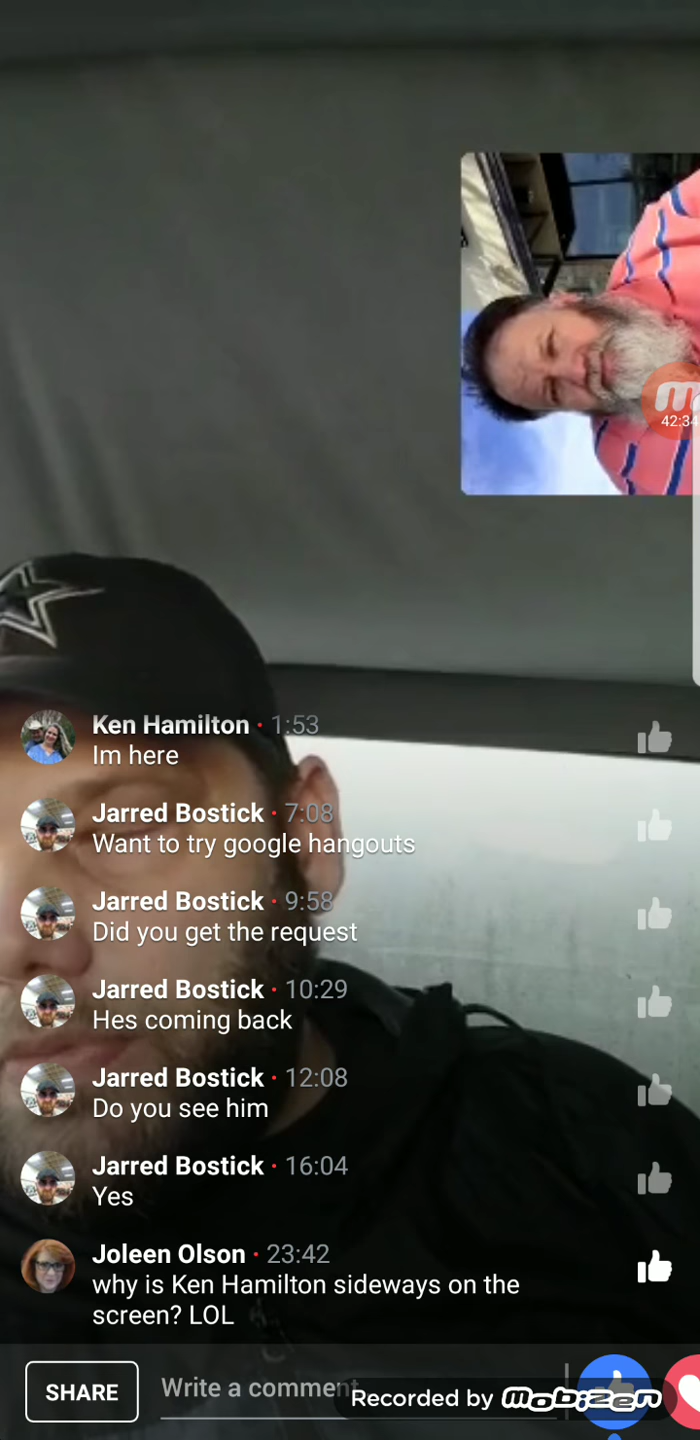 42:34
Ken Hamilton · 1:53
Im here
Jarred Bostick · 7:08
Want to try google hangouts
Jarred Bostick · 9:58
Did you get the request
Jarred Bostick · 10:29
Hes coming back
Jarred Bostick · 12:08
Do you see him
Jarred Bostick · 16:04
Yes
Joleen Olson · 23:42
why is Ken Hamilton sideways on the
screen? LOL
SHARE
Write a comment
Recorded by mobizen